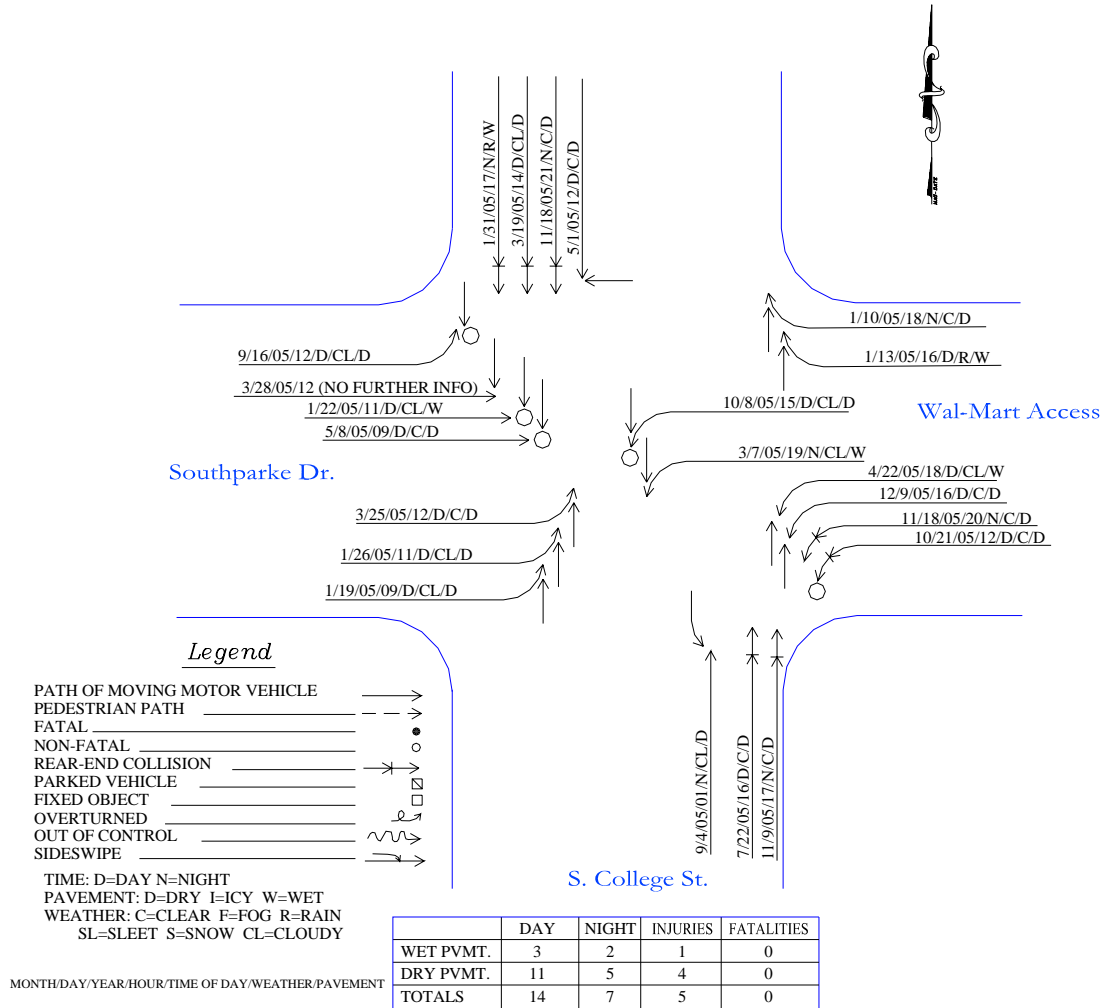 1/31/05/17/N/R/W
3/19/05/14/D/CL/D
11/18/05/21/N/C/D
5/1/05/12/D/C/D
1/10/05/18/N/C/D
9/16/05/12/D/CL/D
1/13/05/16/D/R/W
3/28/05/12 (NO FURTHER INFO)
1/22/05/11/D/CL/W
5/8/05/09/D/C/D
10/8/05/15/D/CL/D
Wal-Mart Access
Southparke Dr.
3/7/05/19/N/CL/W
4/22/05/18/D/CL/W
12/9/05/16/D/C/D
11/18/05/20/N/C/D
10/21/05/12/D/C/D
3/25/05/12/D/C/D
1/26/05/11/D/CL/D
1/19/05/09/D/CL/D
9/4/05/01/N/CL/D
7/22/05/16/D/C/D
11/9/05/17/N/C/D
S. College St.
Legend
PATH OF MOVING MOTOR VEHICLE
PEDESTRIAN PATH
FATAL
NON-FATAL
REAR-END COLLISION
PARKED VEHICLE
FIXED OBJECT
OVERTURNED
OUT OF CONTROL
SIDESWIPE
TIME: D=DAY N=NIGHT
PAVEMENT: D=DRY I=ICY W=WET
WEATHER: C=CLEAR F=FOG R=RAIN
SL=SLEET S=SNOW CL=CLOUDY
MONTH/DAY/YEAR/HOUR/TIME OF DAY/WEATHER/PAVEMENT
DAY NIGHT INJURIES FATALITIES
WET PVMT. 3 2 1 0
DRY PVMT. 11 5 4 0
TOTALS 14 7 5 0